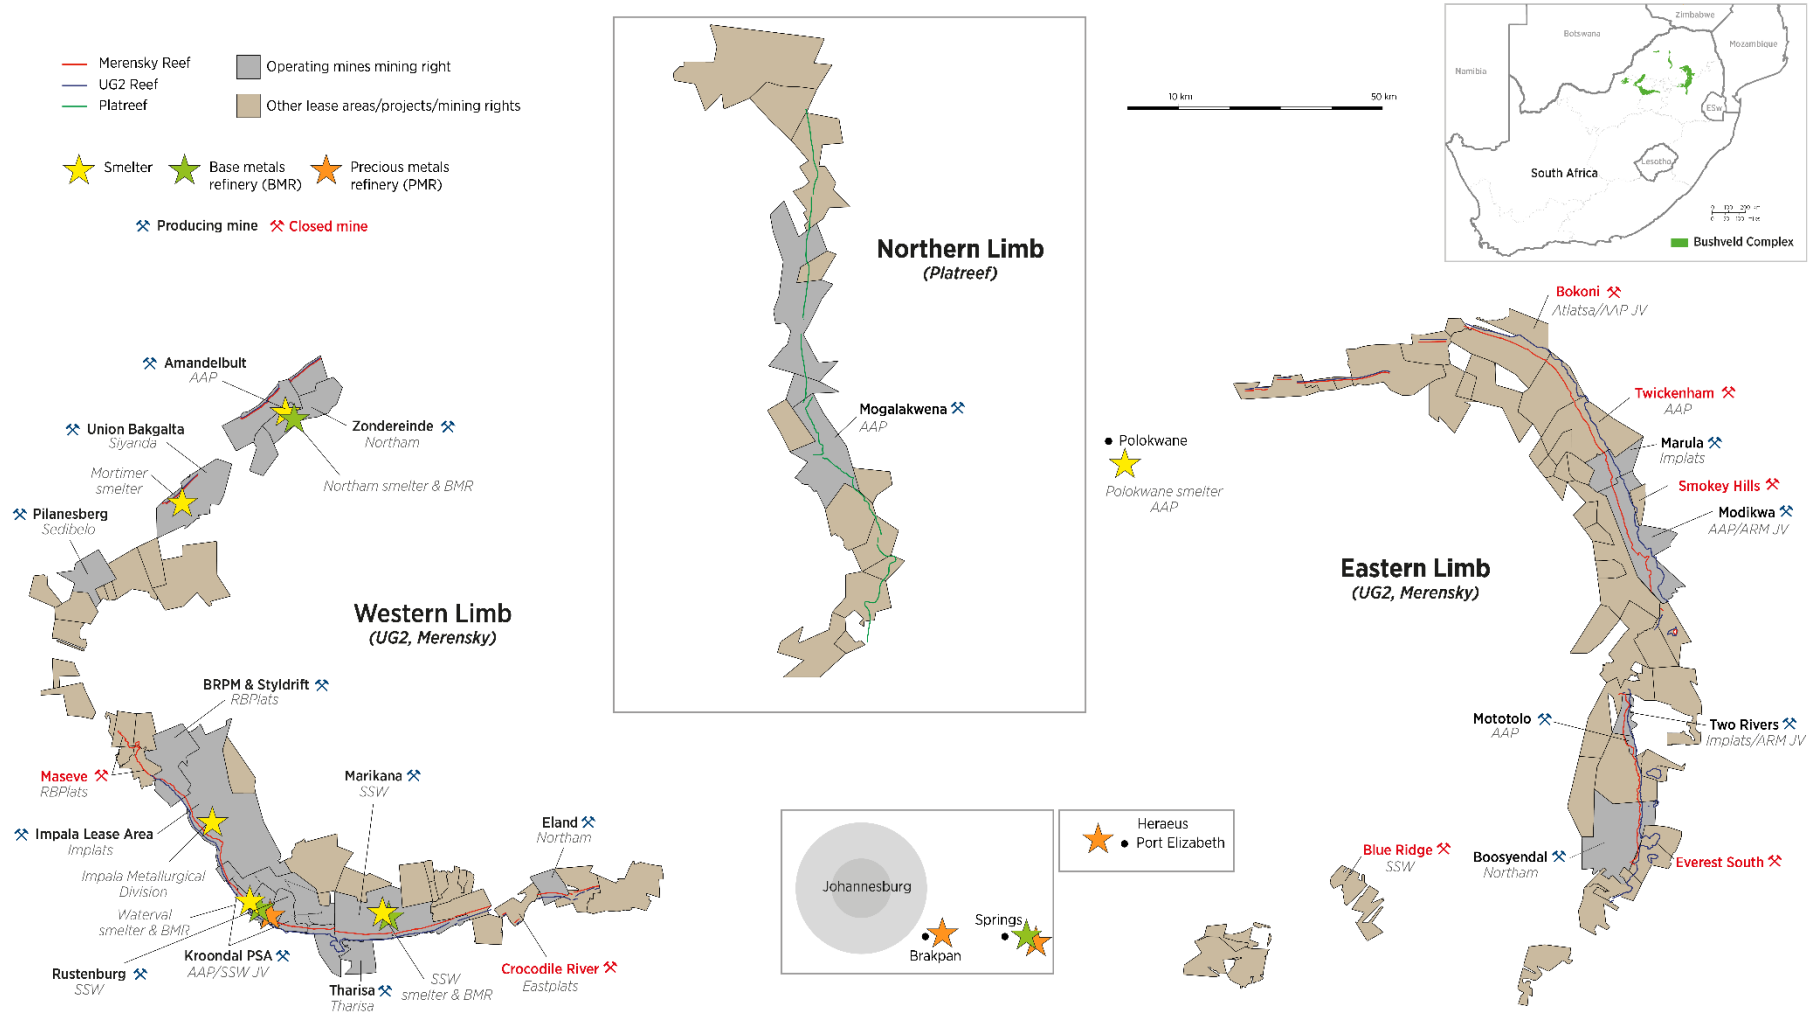 Merensky Reef
UG2 Reef
Platreef
Operating mines mining right
Other lease areas/projects/mining rights
Smelter
Base metals
refinery (BMR)
Precious metals
refinery (PMR)
Producing mine
Closed mine
10 km
50 km
Northern Limb
(Platreef)
Mogalakwena
AAP
Zimbabwe
Botswana
Mozambique
Namibia
ESw
Lesotho
South Africa
Bushveld Complex
Amandelbult
AAP
Zondereinde
Northam
Northam smelter & BMR
Union Bakgalta
Siyanda
Mortimer
smelter
Pilanesberg
Sedibelo
Western Limb
(UG2, Merensky)
BRPM & Styldrift
RBPlats
Maseve
RBPlats
Impala Lease Area
Implats
Impala Metallurgical
Division
Waterval
smelter & BMR
Rustenburg
SSW
Kroondal PSA
AAP/SSW JV
Marikana
SSW
Tharisa
Tharisa
SSW
smelter & BMR
Eland
Northam
Crocodile River
Eastplats
Johannesburg
Brakpan
Springs
Heraeus
Port Elizabeth
Polokwane
Polokwane smelter
AAP
Eastern Limb
(UG2, Merensky)
Bokoni
Atlatsa/AAP JV
Twickenham
AAP
Marula
Implats
Smokey Hills
Modikwa
AAP/ARM JV
Mototolo
AAP
Two Rivers
Implats/ARM JV
Blue Ridge
SSW
Boosyendal
Northam
Everest South